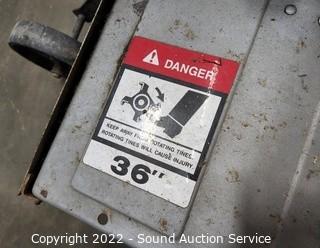 DANGER
KEEP AWAY FROM ROTATING TINES.
ROTATING TINES WILL CAUSE INJURY.
36"
Copyright 2022 - Sound Auction Service